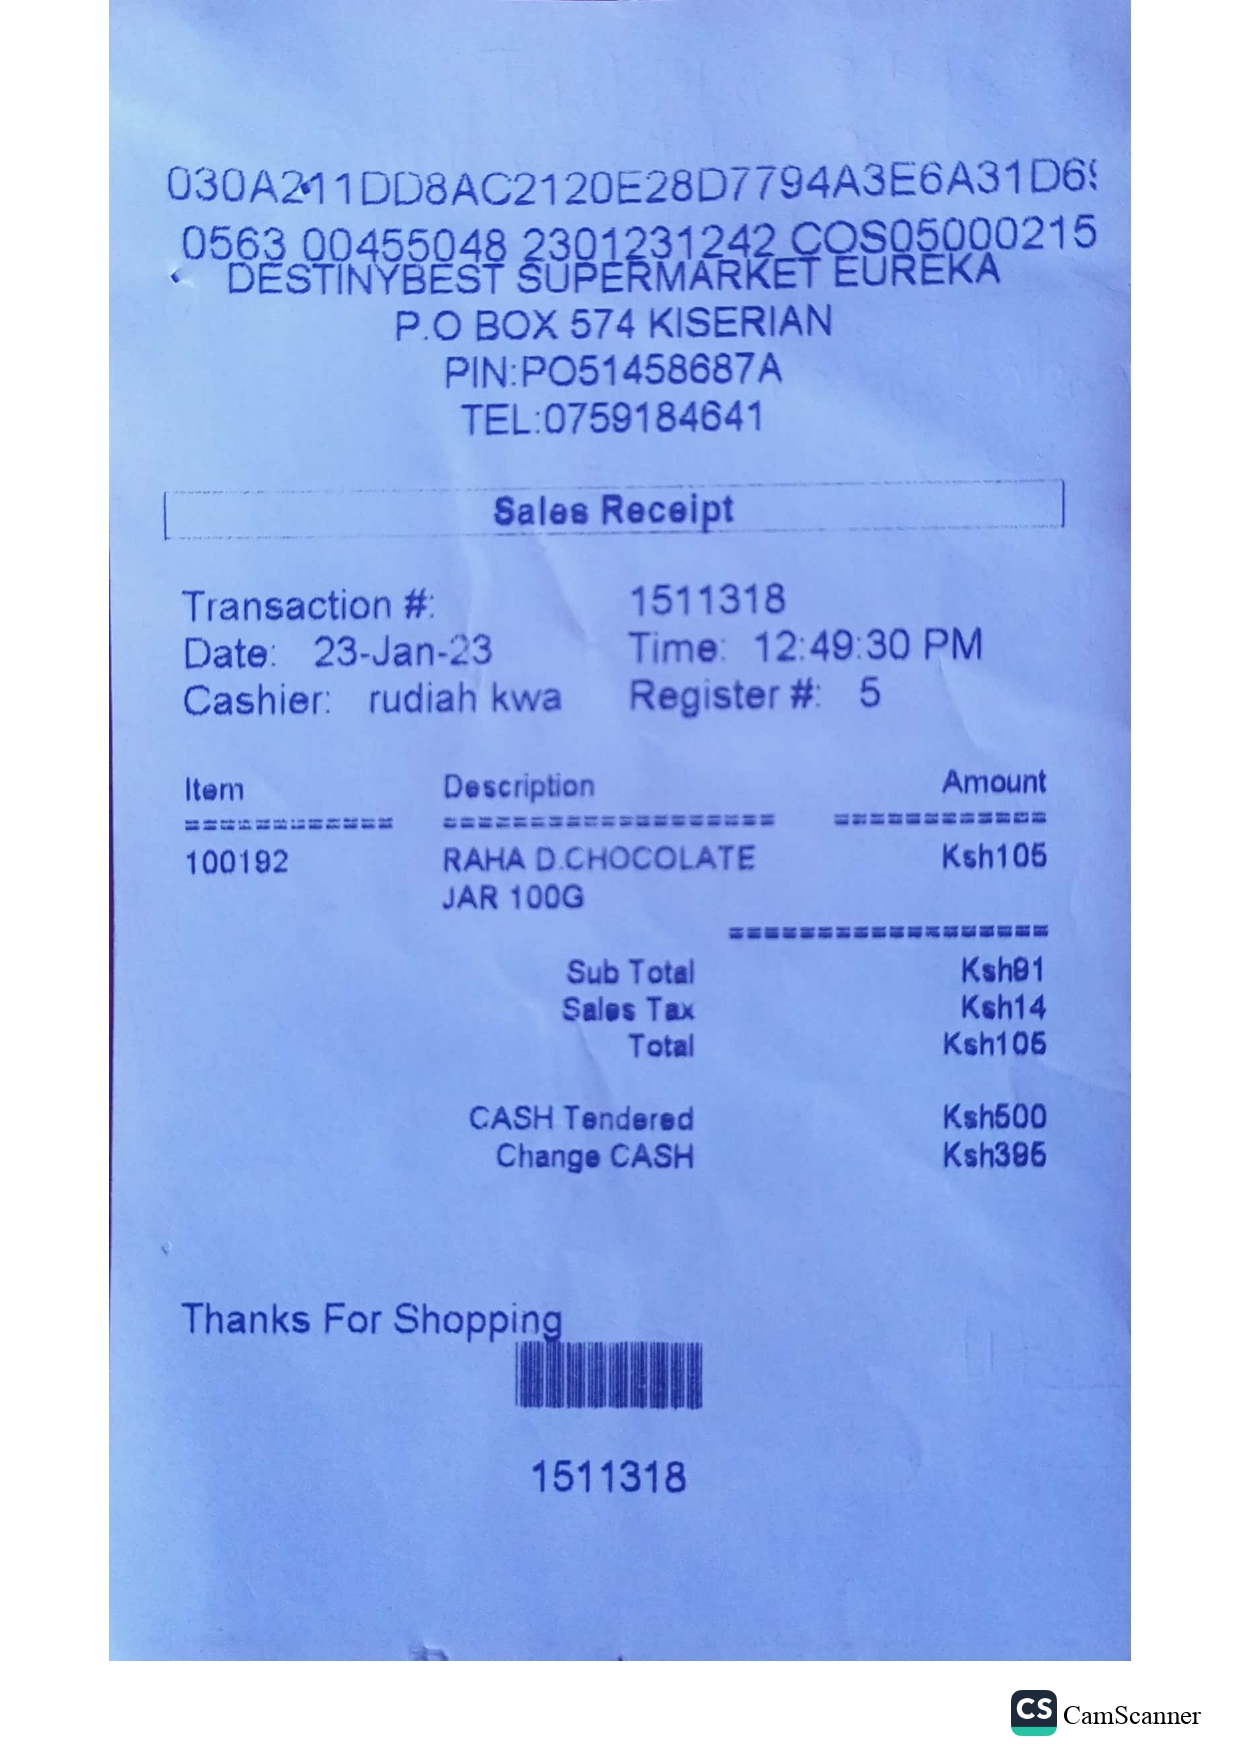 030A211DD8AC2120E28D7794A3E6A31D69
0563 00455048 2301231242 COS05000215
DESTINYBEST SUPERMARKET EUREKA
P.O BOX 574 KISERIAN
PIN:PO51458687A
TEL:0759184641
Sales Receipt
Transaction #: 1511318
Date: 23-Jan-23 Time: 12:49:30 PM
Cashier: rudiah kwa Register #: 5
Item Description Amount
============ =================== ============
100192 RAHA D.CHOCOLATE Ksh105
JAR 100G
==================
Sub Total Ksh91
Sales Tax Ksh14
Total Ksh105
CASH Tendered Ksh500
Change CASH Ksh395
Thanks For Shopping
1511318
CS CamScanner